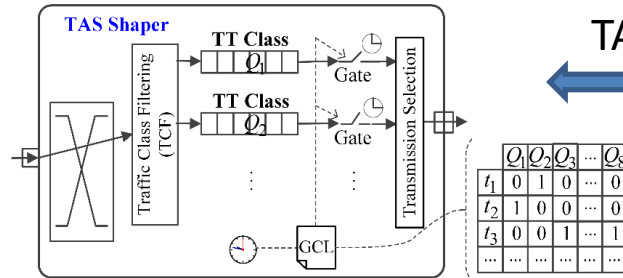 TAS Shaper
TT Class
Q1
Gate
TT Class
Q2
Gate
Traffic Class Filtering
(TCF)
Transmission Selection
GCL
TA
Q1 Q2 Q3 ... Q8
t1 0 1 0 ... 0
t2 1 0 0 ... 0
t3 0 0 1 ... 1
... ... ... ... ... ...